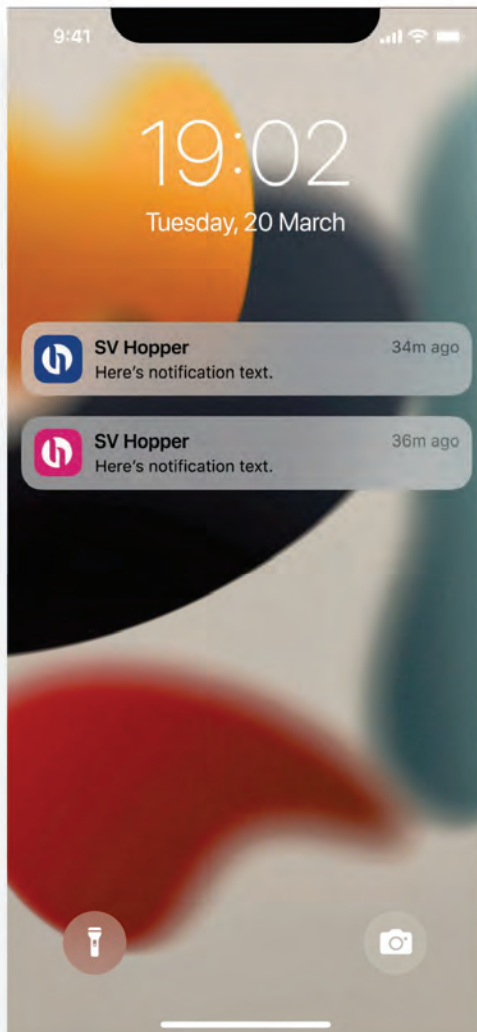 9:41
19:02
Tuesday, 20 March
SV Hopper 34m ago
Here's notification text.
SV Hopper 36m ago
Here's notification text.